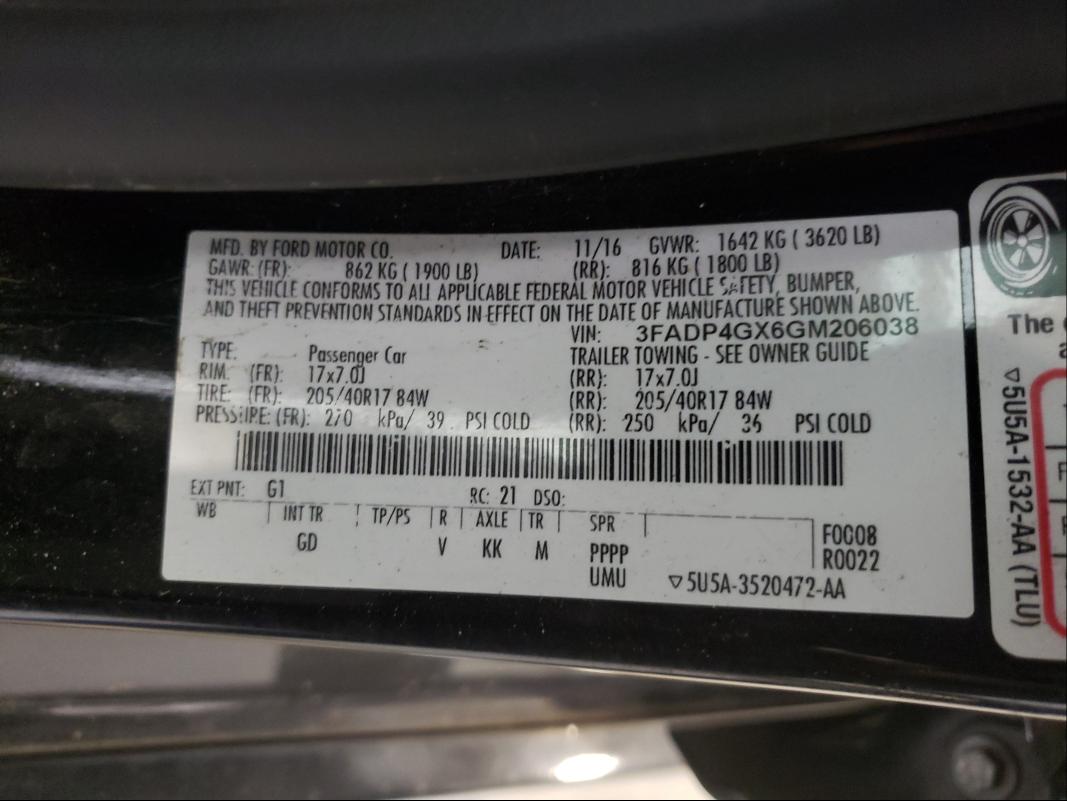 MFD. BY FORD MOTOR CO. DATE: 11/16 GVWR: 1642 KG ( 3620 LB)
GAWR: (FR): 862 KG ( 1900 LB) (RR): 816 KG ( 1800 LB)
THIS VEHICLE CONFORMS TO ALL APPLICABLE FEDERAL MOTOR VEHICLE SAFETY, BUMPER,
AND THEFT PREVENTION STANDARDS IN EFFECT ON THE DATE OF MANUFACTURE SHOWN ABOVE.
VIN: 3FADP4GX6GM206038
TYPE: Passenger Car TRAILER TOWING - SEE OWNER GUIDE
RIM: (FR): 17x7.0J (RR): 17x7.0J
TIRE: (FR): 205/40R17 84W (RR): 205/40R17 84W
PRESSURE: (FR): 270 kPa/ 39 PSI COLD (RR): 250 kPa/ 36 PSI COLD
EXT PNT: G1 RC: 21 DSO:
WB INT TR TP/PS R AXLE TR SPR
GD V KK M PPPP
UMU
F0008
R0022
▽5U5A-3520472-AA
The
▽5U5A-1532-AA (TLU)